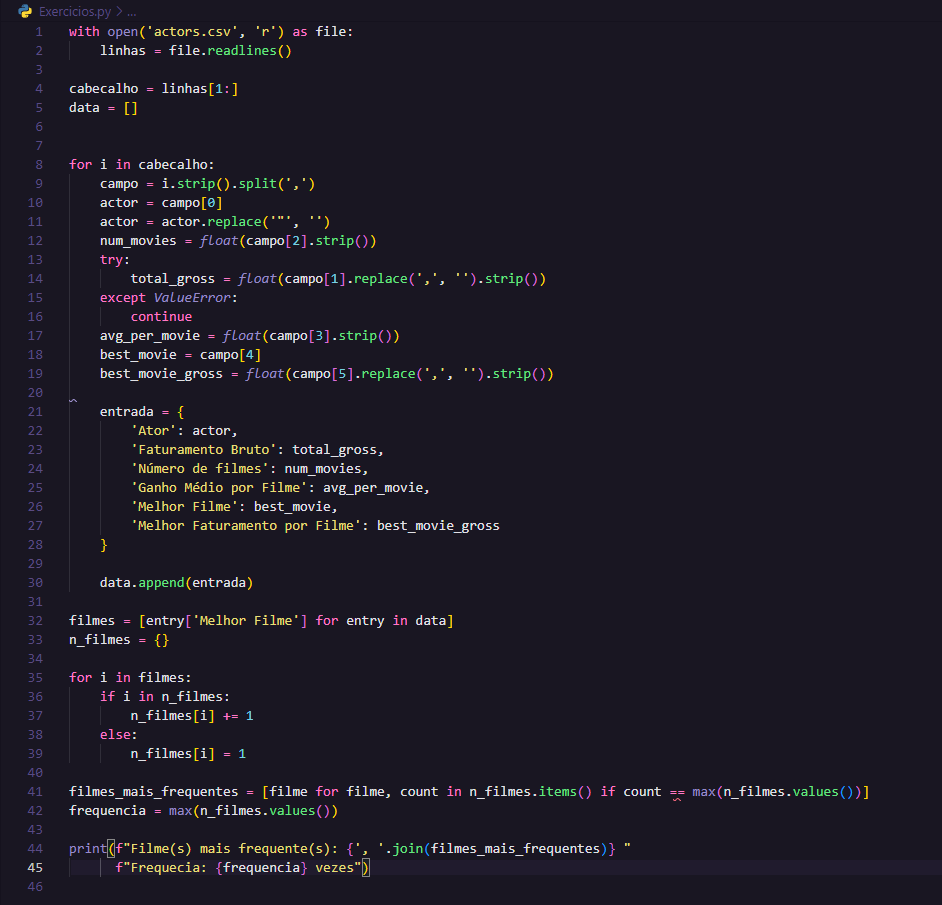 Exercicios.py > ...
1 with open('actors.csv', 'r') as file:
2     linhas = file.readlines()
3
4 cabecalho = linhas[1:]
5 data = []
6
7
8 for i in cabecalho:
9     campo = i.strip().split(',')
10     actor = campo[0]
11     actor = actor.replace('"', '')
12     num_movies = float(campo[2].strip())
13     try:
14         total_gross = float(campo[1].replace(',', '').strip())
15     except ValueError:
16         continue
17     avg_per_movie = float(campo[3].strip())
18     best_movie = campo[4]
19     best_movie_gross = float(campo[5].replace(',', '').strip())
20
21     entrada = {
22         'Ator': actor,
23         'Faturamento Bruto': total_gross,
24         'Número de filmes': num_movies,
25         'Ganho Médio por Filme': avg_per_movie,
26         'Melhor Filme': best_movie,
27         'Melhor Faturamento por Filme': best_movie_gross
28     }
29
30     data.append(entrada)
31
32 filmes = [entry['Melhor Filme'] for entry in data]
33 n_filmes = {}
34
35 for i in filmes:
36     if i in n_filmes:
37         n_filmes[i] += 1
38     else:
39         n_filmes[i] = 1
40
41 filmes_mais_frequentes = [filme for filme, count in n_filmes.items() if count == max(n_filmes.values())]
42 frequencia = max(n_filmes.values())
43
44 print(f"Filme(s) mais frequente(s): {', '.join(filmes_mais_frequentes)} "
45       f"Frequecia: {frequencia} vezes")
46